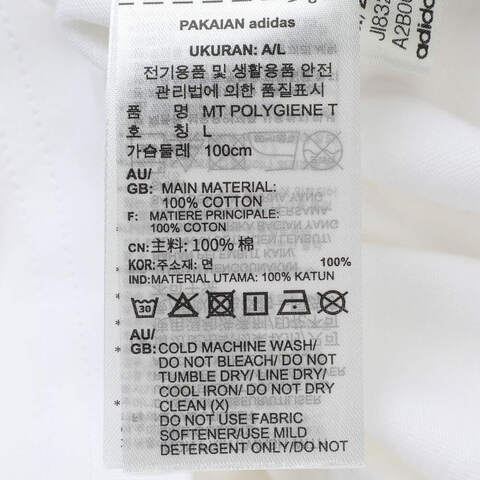 PAKAIAN adidas
UKURAN: A/L
전기용품 및 생활용품 안전
관리법에 의한 품질표시
품 명 MT POLYGIENE T
호 칭 L
가슴둘레 100cm
AU/
GB: MAIN MATERIAL:
100% COTTON
F: MATIERE PRINCIPALE:
100% COTON
CN: 主料: 100% 棉
KOR: 주소재: 면 100%
IND: MATERIAL UTAMA: 100% KATUN
30
AU/
* GB: COLD MACHINE WASH/
DO NOT BLEACH/ DO NOT
TUMBLE DRY/ LINE DRY/
COOL IRON/ DO NOT DRY
* CLEAN (X)
DO NOT USE FABRIC
* SOFTENER/USE MILD
DETERGENT ONLY/DO NOT
adidas